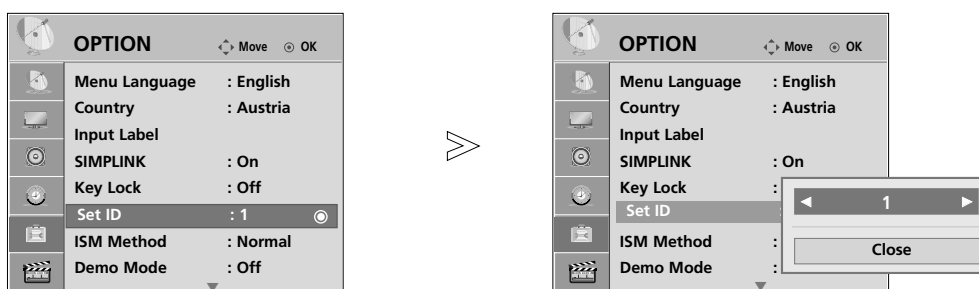 OPTION Move OK
Menu Language : English
Country : Austria
Input Label
SIMPLINK : On
Key Lock : Off
Set ID : 1
ISM Method : Normal
Demo Mode : Off
OPTION Move OK
Menu Language : English
Country : Austria
Input Label
SIMPLINK : On
Key Lock :
Set ID
ISM Method :
Demo Mode :
1
Close